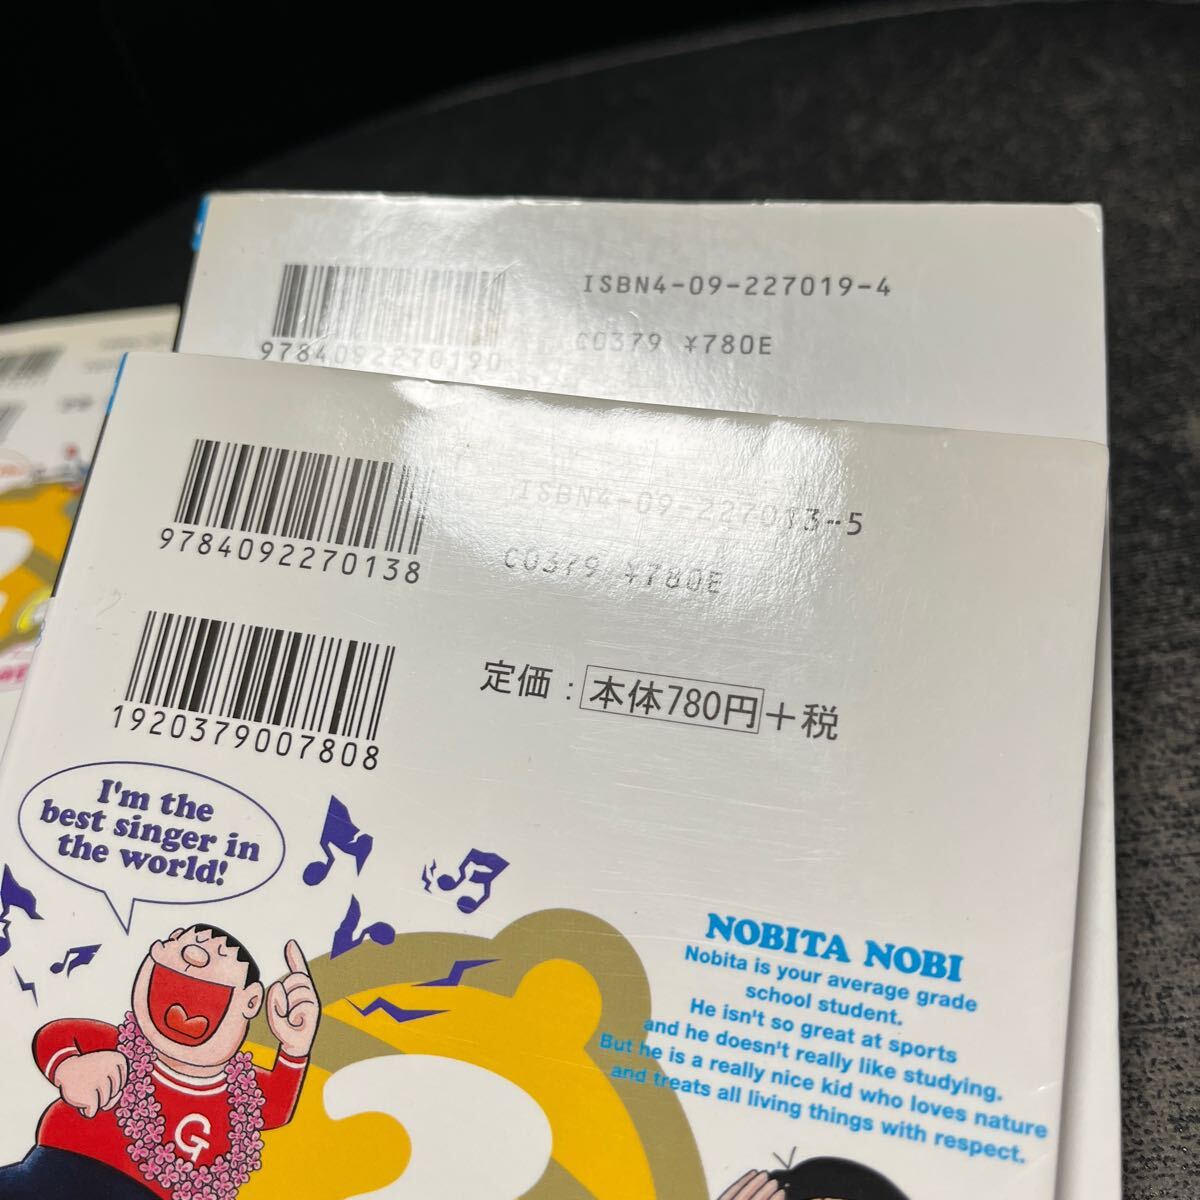 ISBN4-09-227019-4
9784092270190
C0379 ¥780E
ISBN4-09-227013-5
9784092270138
C0379 ¥780E
1920379007808
定価：本体780円＋税
I'm the
best singer in
the world!
G
NOBITA NOBI
Nobita is your average grade
school student.
He isn't so great at sports
and he doesn't really like studying.
But he is a really nice kid who loves nature
and treats all living things with respect.